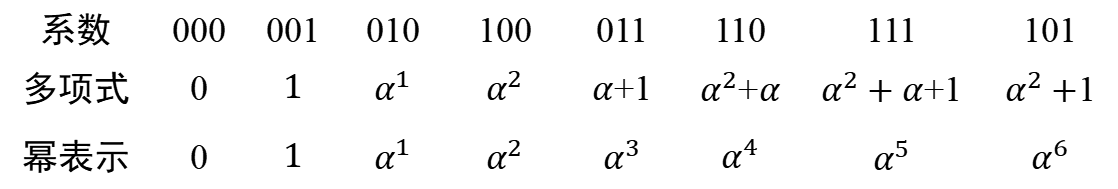 系数 000 001 010 100 011 110 111 101
多项式 0 1 α¹ α² α+1 α²+α α² + α+1 α² +1
幂表示 0 1 α¹ α² α³ α⁴ α⁵ α⁶